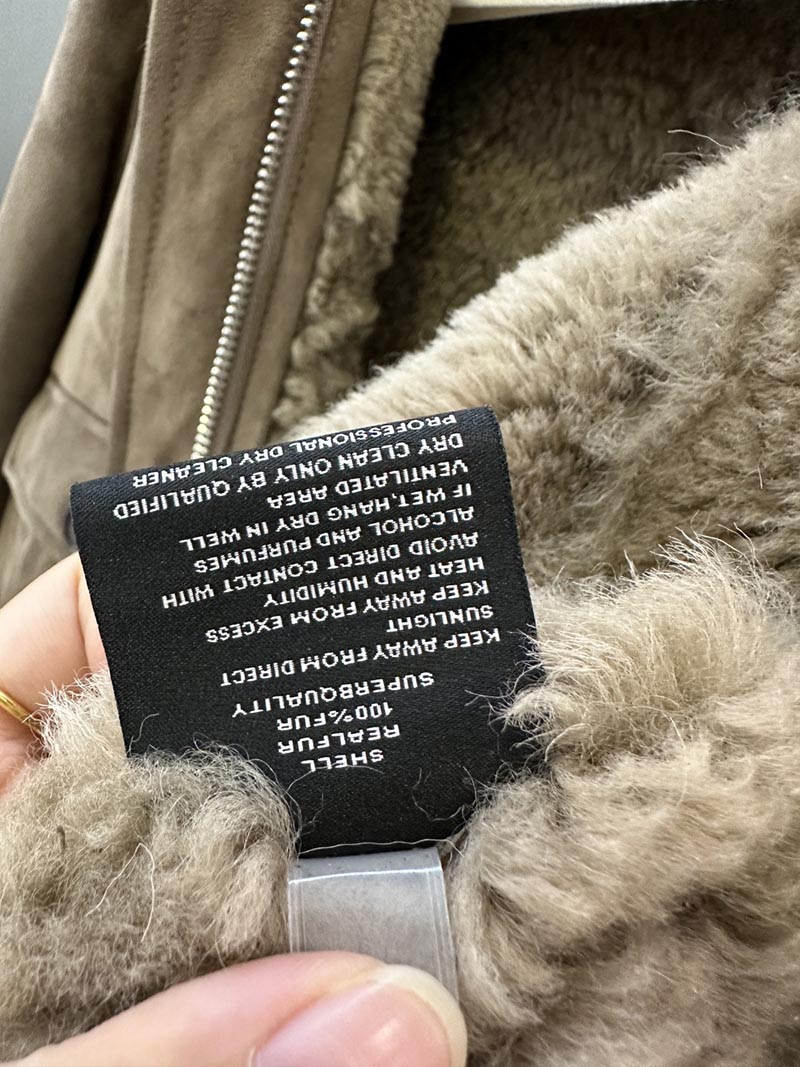 SHELL
REALFUR
100%FUR
SUPERBQUALITY
KEEP AWAY FROM DIRECT
SUNLIGHT
KEEP AWAY FROM EXCESS
HEAT AND HUMIDITY
AVOID DIRECT CONTACT WITH
ALCOHOL AND PURFUMES
IF WET,HANG DRY IN WELL
VENTILATED AREA
DRY CLEAN ONLY BY QUALIFIED
PROFESSIONAL DRY CLEANER